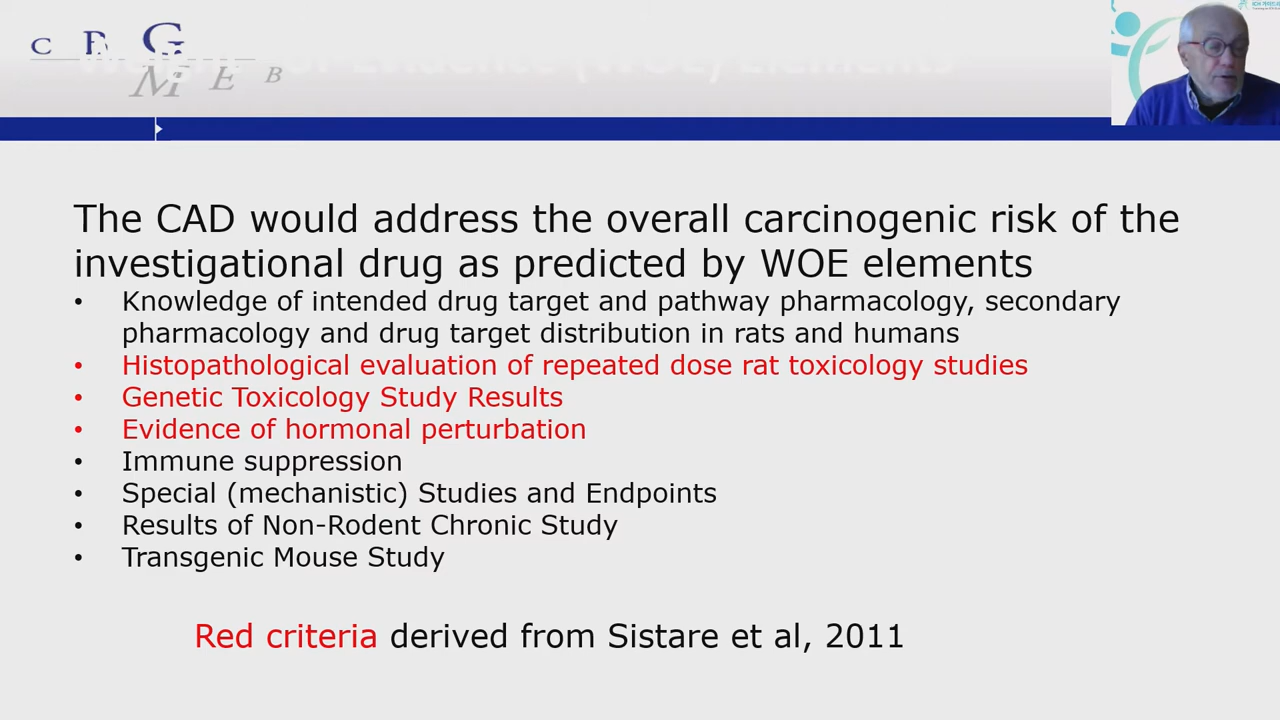 C B G
M E B
The CAD would address the overall carcinogenic risk of the
investigational drug as predicted by WOE elements
• Knowledge of intended drug target and pathway pharmacology, secondary
pharmacology and drug target distribution in rats and humans
• Histopathological evaluation of repeated dose rat toxicology studies
• Genetic Toxicology Study Results
• Evidence of hormonal perturbation
• Immune suppression
• Special (mechanistic) Studies and Endpoints
• Results of Non-Rodent Chronic Study
• Transgenic Mouse Study
Red criteria derived from Sistare et al, 2011